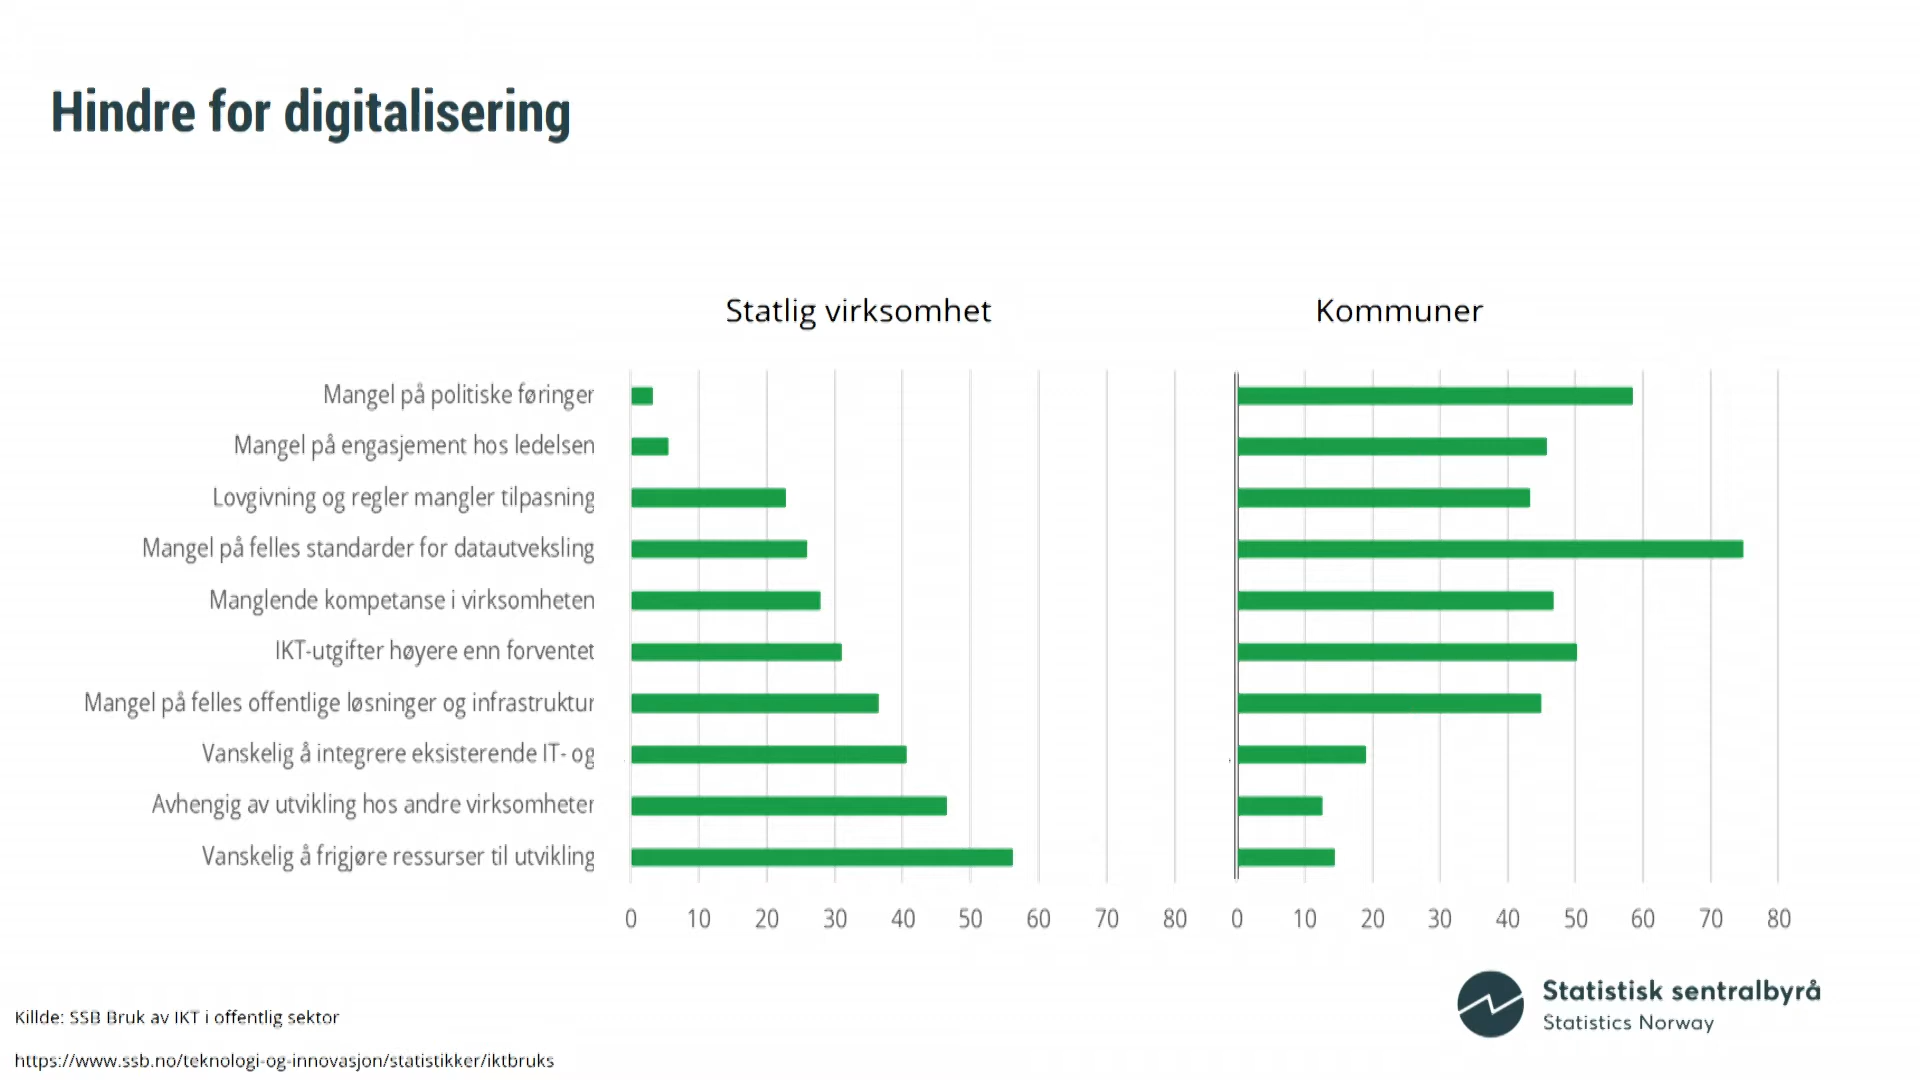 Hindre for digitalisering
Statlig virksomhet
Kommuner
Mangel på politiske føringer
Mangel på engasjement hos ledelsen
Lovgivning og regler mangler tilpasning
Mangel på felles standarder for datautveksling
Manglende kompetanse i virksomheten
IKT-utgifter høyere enn forventet
Mangel på felles offentlige løsninger og infrastruktur
Vanskelig å integrere eksisterende IT- og
Avhengig av utvikling hos andre virksomheter
Vanskelig å frigjøre ressurser til utvikling
0 10 20 30 40 50 60 70 80
0 10 20 30 40 50 60 70 80
Statistisk sentralbyrå
Statistics Norway
Killde: SSB Bruk av IKT i offentlig sektor
https://www.ssb.no/teknologi-og-innovasjon/statistikker/iktbruks